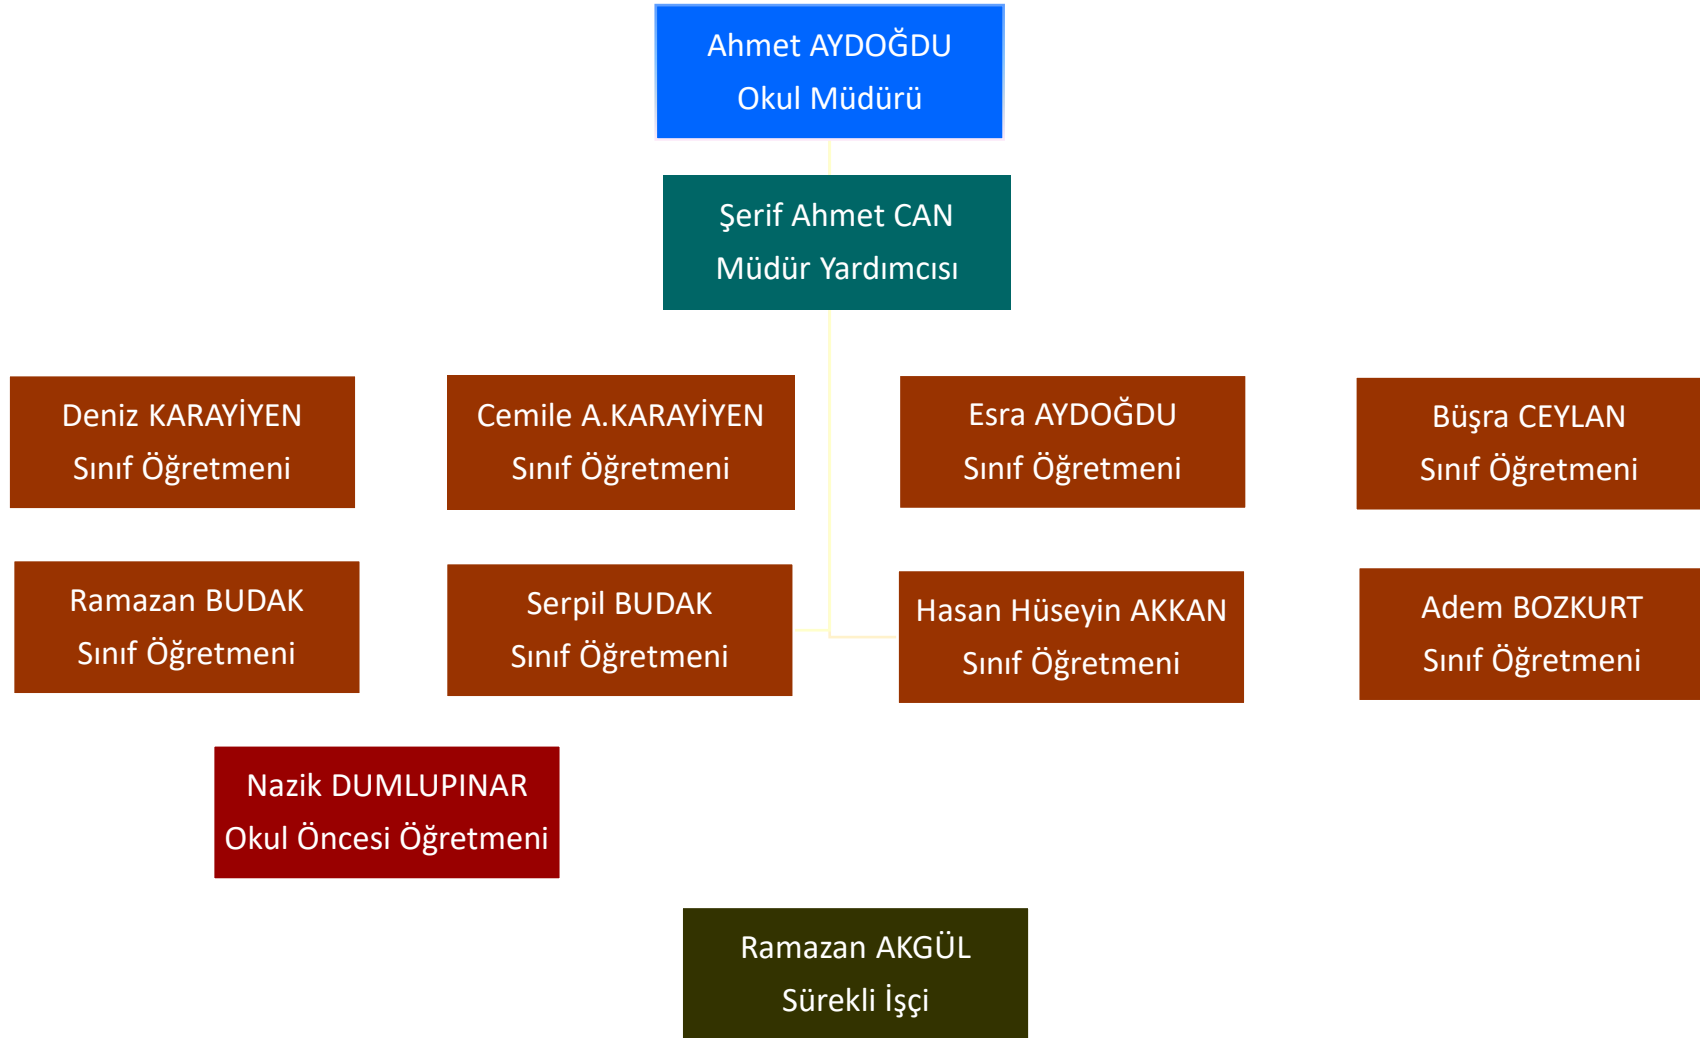 Ahmet AYDOĞDU
Okul Müdürü
Şerif Ahmet CAN
Müdür Yardımcısı
Deniz KARAYİYEN
Sınıf Öğretmeni
Cemile A.KARAYİYEN
Sınıf Öğretmeni
Esra AYDOĞDU
Sınıf Öğretmeni
Büşra CEYLAN
Sınıf Öğretmeni
Ramazan BUDAK
Sınıf Öğretmeni
Serpil BUDAK
Sınıf Öğretmeni
Hasan Hüseyin AKKAN
Sınıf Öğretmeni
Adem BOZKURT
Sınıf Öğretmeni
Nazik DUMLUPINAR
Okul Öncesi Öğretmeni
Ramazan AKGÜL
Sürekli İşçi